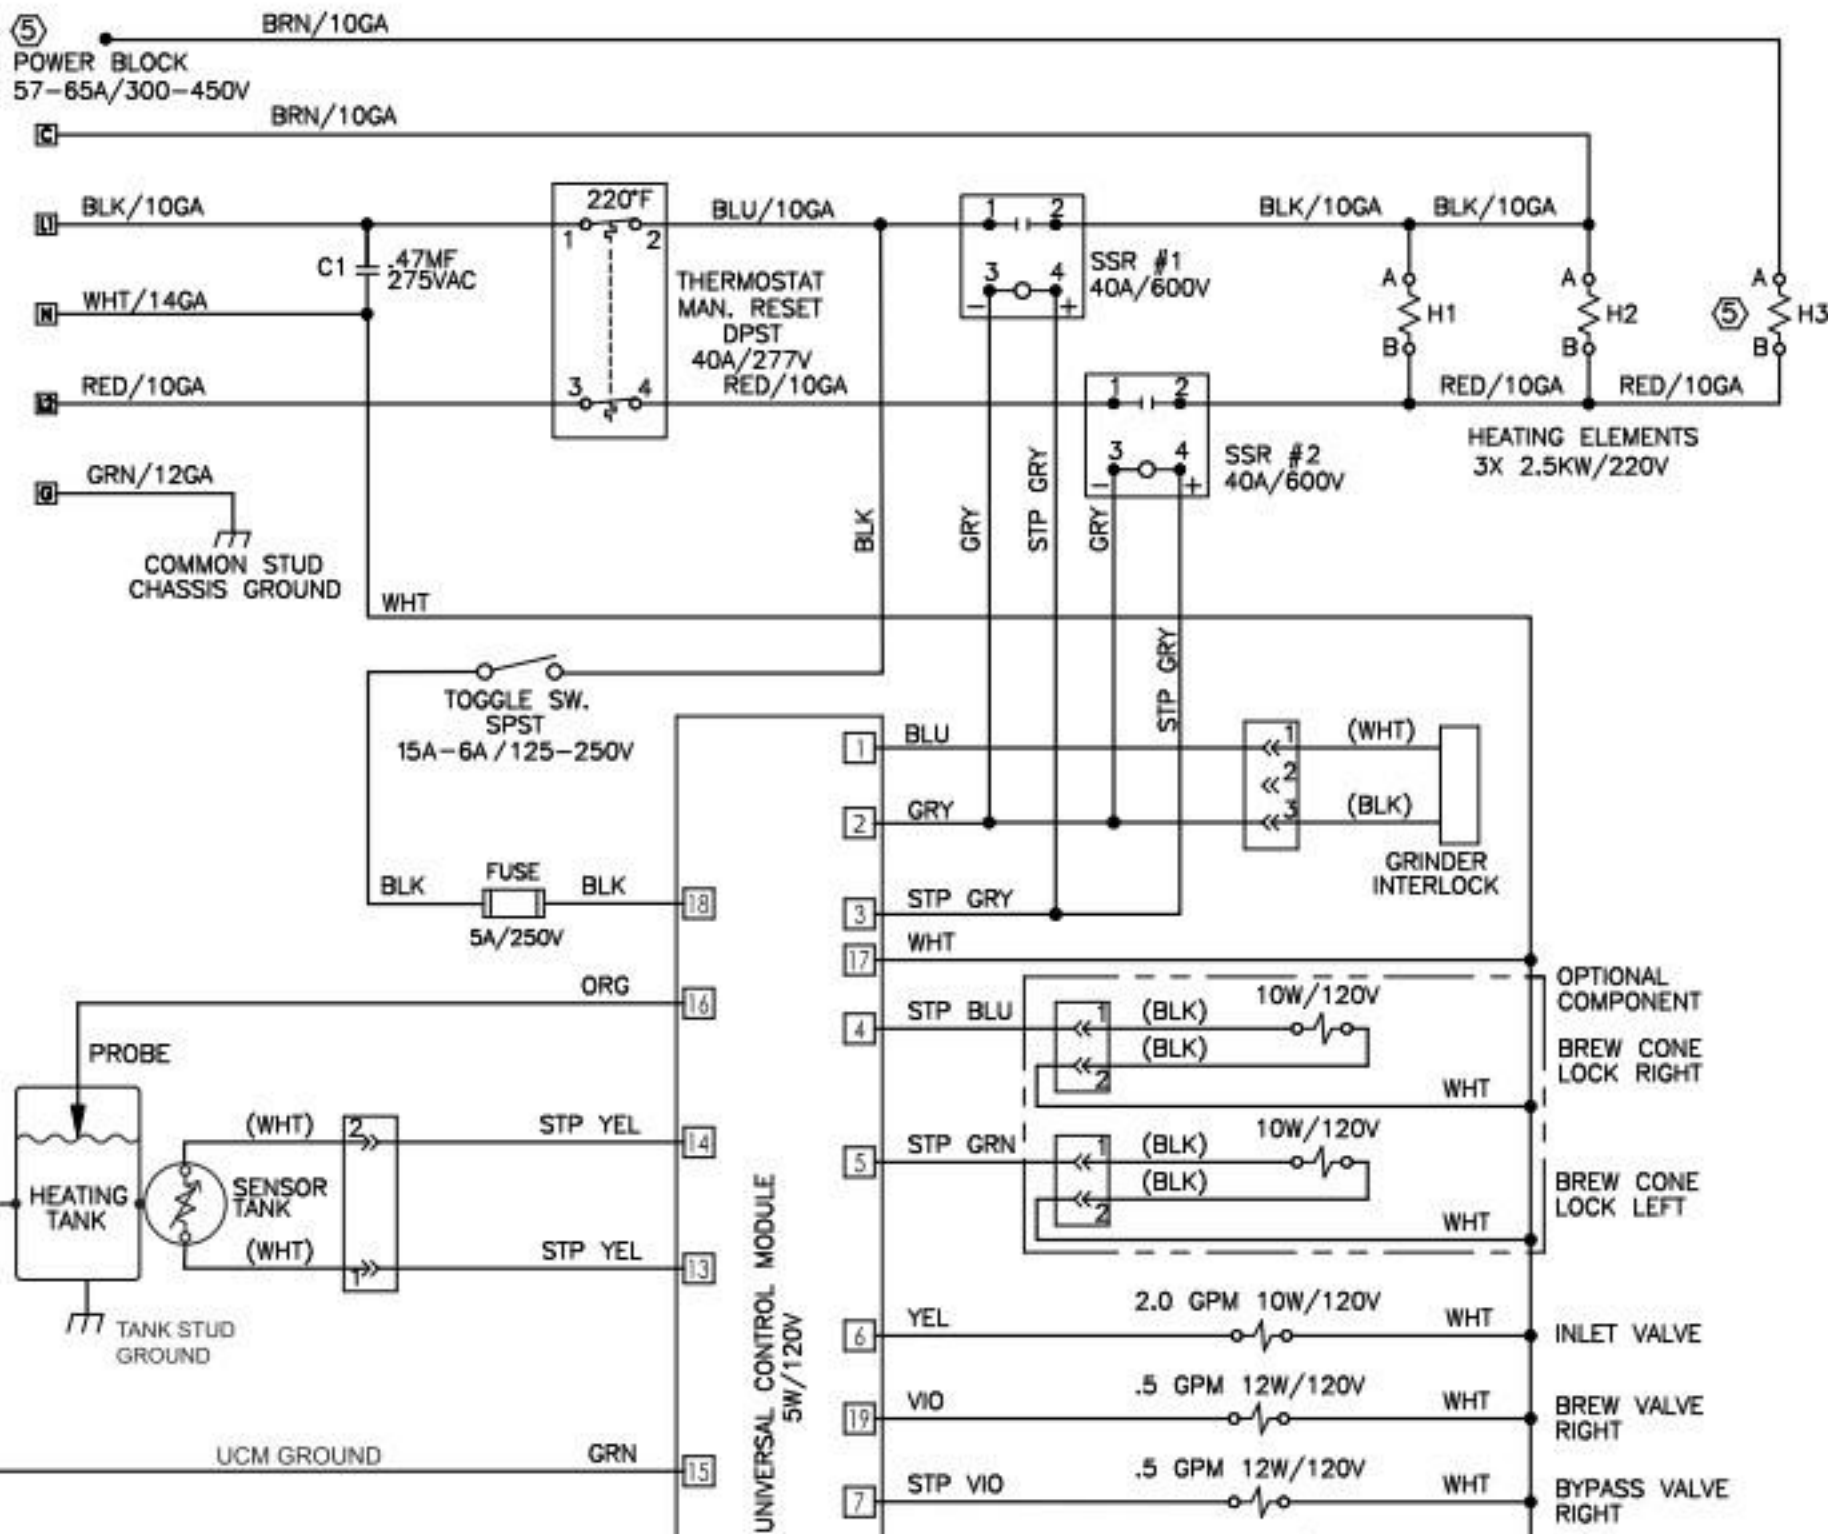 5
BRN/10GA
POWER BLOCK
57-65A/300-450V
BRN/10GA
C
L1
BLK/10GA
220°F
1
2
BLU/10GA
1
2
BLK/10GA
BLK/10GA
C1
.47MF
275VAC
THERMOSTAT
MAN. RESET
DPST
40A/277V
3
4
-
+
SSR #1
40A/600V
A
H1
B
A
H2
B
5
A
H3
B
N
WHT/14GA
L2
RED/10GA
3
4
RED/10GA
1
2
RED/10GA
RED/10GA
3
4
-
+
SSR #2
40A/600V
HEATING ELEMENTS
3X 2.5KW/220V
G
GRN/12GA
COMMON STUD
CHASSIS GROUND
BLK
GRY
STP GRY
GRY
STP GRY
WHT
TOGGLE SW.
SPST
15A-6A/125-250V
1
BLU
1
2
3
(WHT)
2
GRY
(BLK)
GRINDER
INTERLOCK
BLK
FUSE
BLK
5A/250V
18
3
STP GRY
17
WHT
ORG
16
PROBE
4
STP BLU
1
2
(BLK)
(BLK)
10W/120V
WHT
OPTIONAL
COMPONENT
BREW CONE
LOCK RIGHT
HEATING
TANK
SENSOR
TANK
(WHT)
2
STP YEL
14
(WHT)
1
STP YEL
13
5
STP GRN
1
2
(BLK)
(BLK)
10W/120V
WHT
BREW CONE
LOCK LEFT
TANK STUD
GROUND
UNIVERSAL CONTROL MODULE
5W/120V
6
YEL
2.0 GPM 10W/120V
WHT
INLET VALVE
19
VIO
.5 GPM 12W/120V
WHT
BREW VALVE
RIGHT
UCM GROUND
GRN
15
7
STP VIO
.5 GPM 12W/120V
WHT
BYPASS VALVE
RIGHT